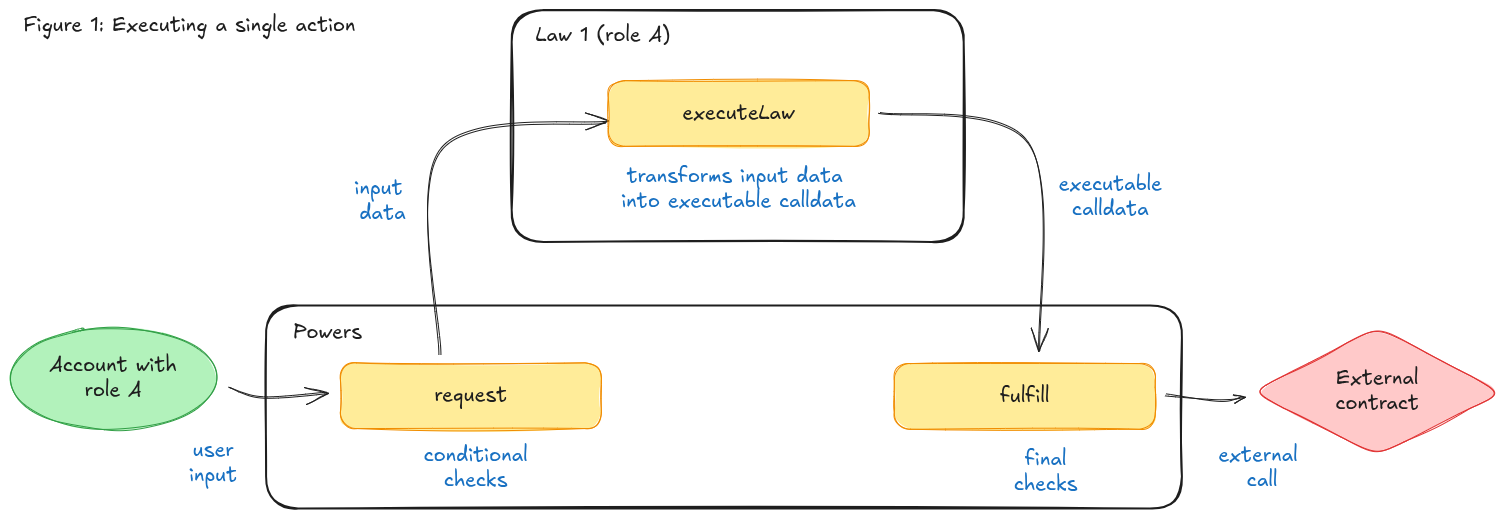 Figure 1: Executing a single action
Law 1 (role A)
executeLaw
transforms input data
into executable calldata
input
data
executable
calldata
Powers
Account with
role A
request
fulfill
External
contract
user
input
conditional
checks
final
checks
external
call